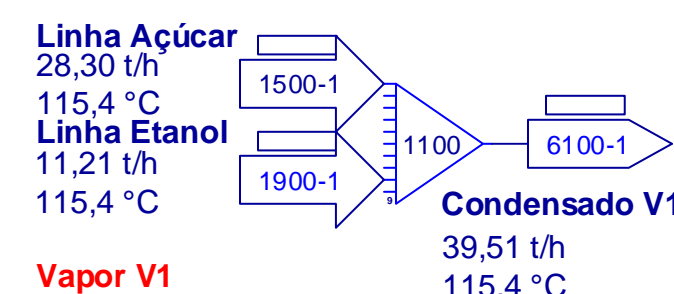 Linha Açúcar
28,30 t/h
115,4 °C
1500-1
Linha Etanol
11,21 t/h
115,4 °C
1900-1
1100
9
6100-1
Condensado V1
39,51 t/h
115,4 °C
Vapor V1